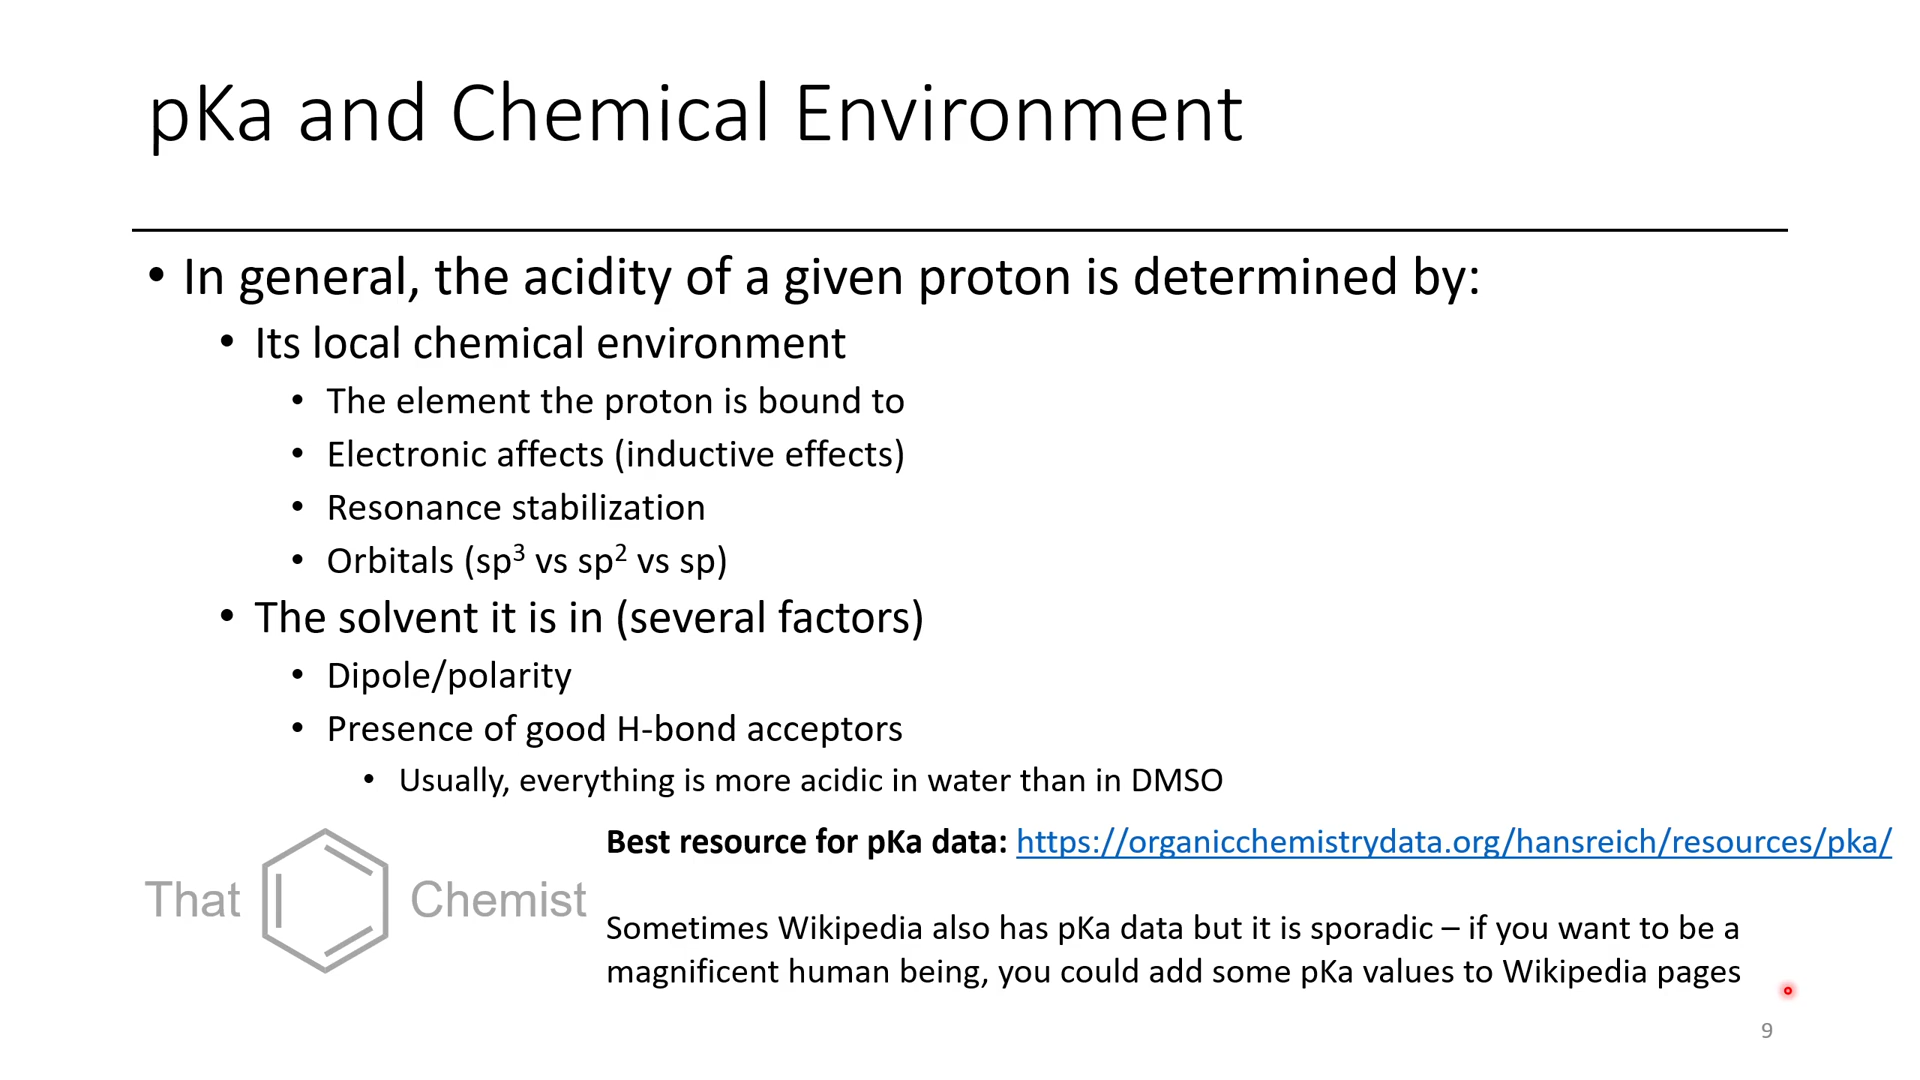 pKa and Chemical Environment
• In general, the acidity of a given proton is determined by:
• Its local chemical environment
• The element the proton is bound to
• Electronic affects (inductive effects)
• Resonance stabilization
• Orbitals (sp³ vs sp² vs sp)
• The solvent it is in (several factors)
• Dipole/polarity
• Presence of good H-bond acceptors
• Usually, everything is more acidic in water than in DMSO
Best resource for pKa data: https://organicchemistrydata.org/hansreich/resources/pka/
That Chemist
Sometimes Wikipedia also has pKa data but it is sporadic – if you want to be a
magnificent human being, you could add some pKa values to Wikipedia pages
9